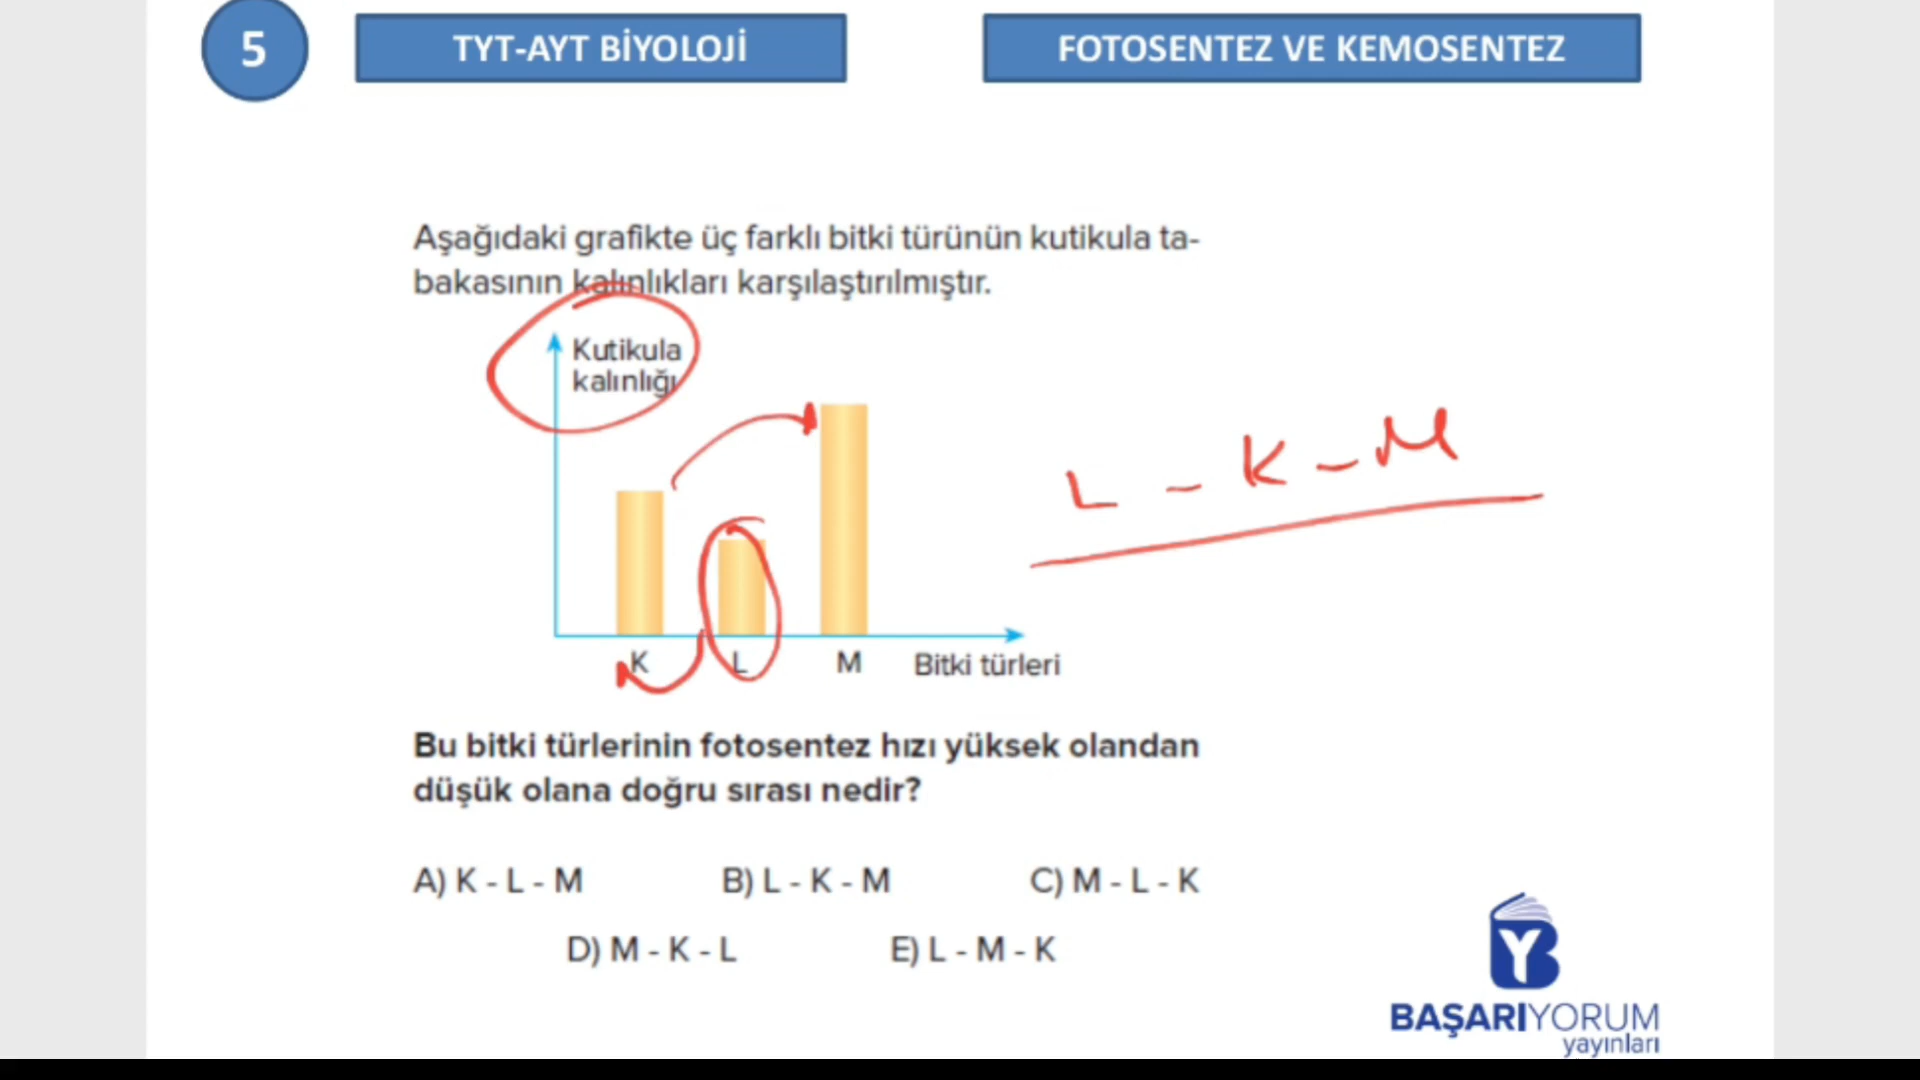 5
TYT-AYT BİYOLOJİ
FOTOSENTEZ VE KEMOSENTEZ
Aşağıdaki grafikte üç farklı bitki türünün kutikula ta-
bakasının kalınlıkları karşılaştırılmıştır.
Kutikula
kalınlığı
L - K - M
K L M Bitki türleri
Bu bitki türlerinin fotosentez hızı yüksek olandan
düşük olana doğru sırası nedir?
A) K - L - M B) L - K - M C) M - L - K
D) M - K - L E) L - M - K
BAŞARIYORUM
yayınları